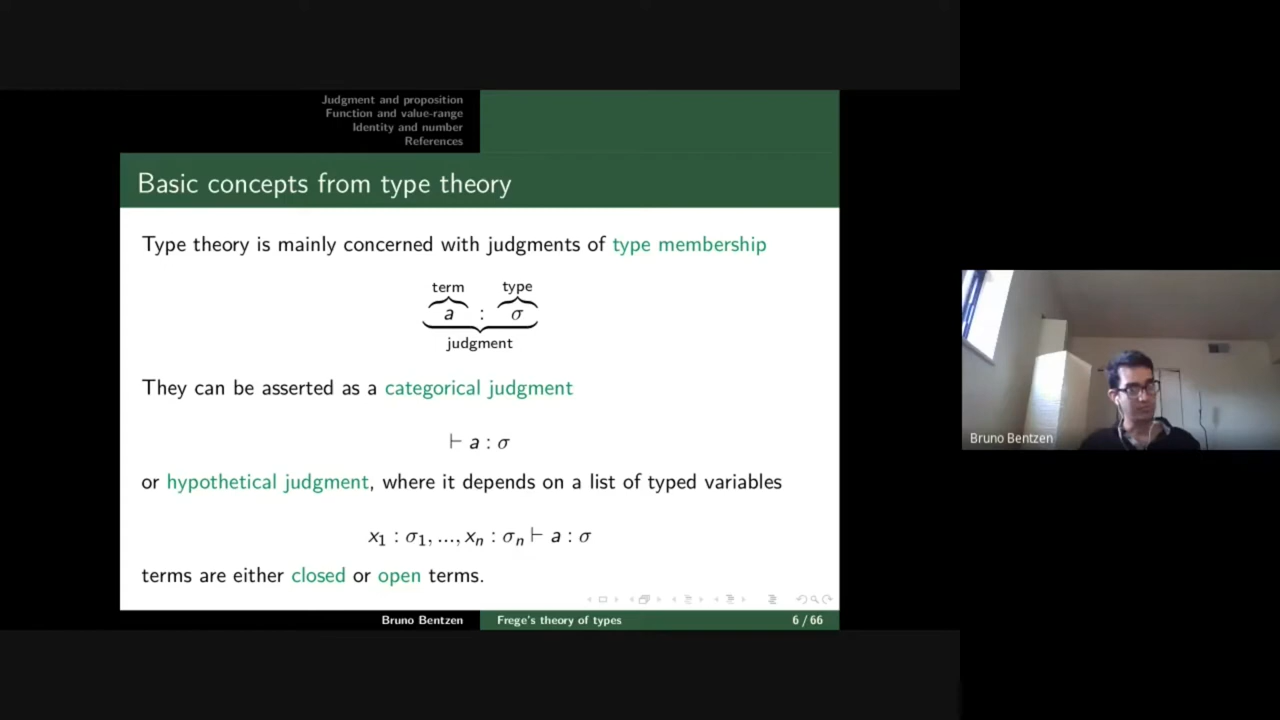 Judgment and proposition
Function and value-range
Identity and number
References
Basic concepts from type theory
Type theory is mainly concerned with judgments of type membership
term type
a : σ
judgment
They can be asserted as a categorical judgment
⊢ a : σ
or hypothetical judgment, where it depends on a list of typed variables
x₁ : σ₁, ..., xₙ : σₙ ⊢ a : σ
terms are either closed or open terms.
Bruno Bentzen Frege's theory of types 6 / 66
Bruno Bentzen